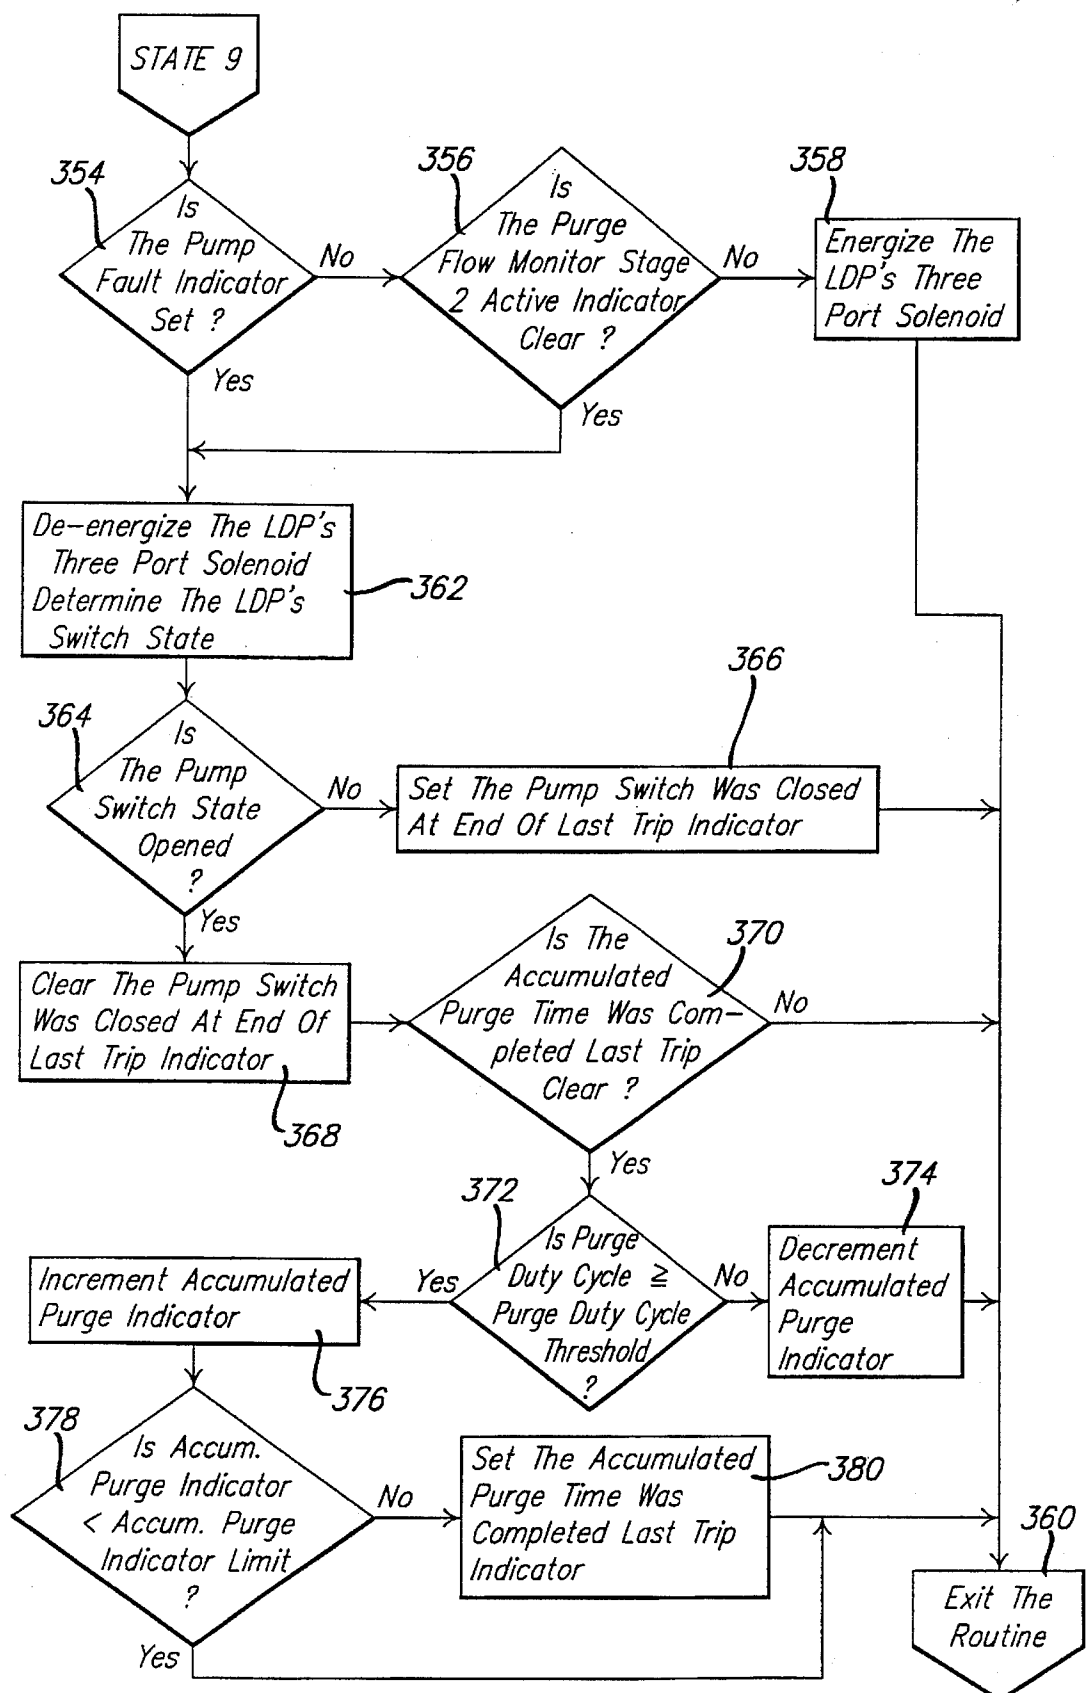 STATE 9
354
Is
The Pump
Fault Indicator
Set ?
No
Yes
356
Is
The Purge
Flow Monitor Stage
2 Active Indicator
Clear ?
No
Yes
358
Energize The
LDP's Three
Port Solenoid
De-energize The LDP's
Three Port Solenoid
Determine The LDP's
Switch State
362
364
Is
The Pump
Switch State
Opened
?
No
Yes
366
Set The Pump Switch Was Closed
At End Of Last Trip Indicator
Clear The Pump Switch
Was Closed At End Of
Last Trip Indicator
368
370
Is The
Accumulated
Purge Time Was Com-
pleted Last Trip
Clear ?
No
Yes
372
Is Purge
Duty Cycle ≧
Purge Duty Cycle
Threshold
?
Yes
No
374
Decrement
Accumulated
Purge
Indicator
Increment Accumulated
Purge Indicator
376
378
Is Accum.
Purge Indicator
< Accum. Purge
Indicator Limit
?
No
Yes
Set The Accumulated
Purge Time Was
Completed Last Trip
Indicator
380
360
Exit The
Routine